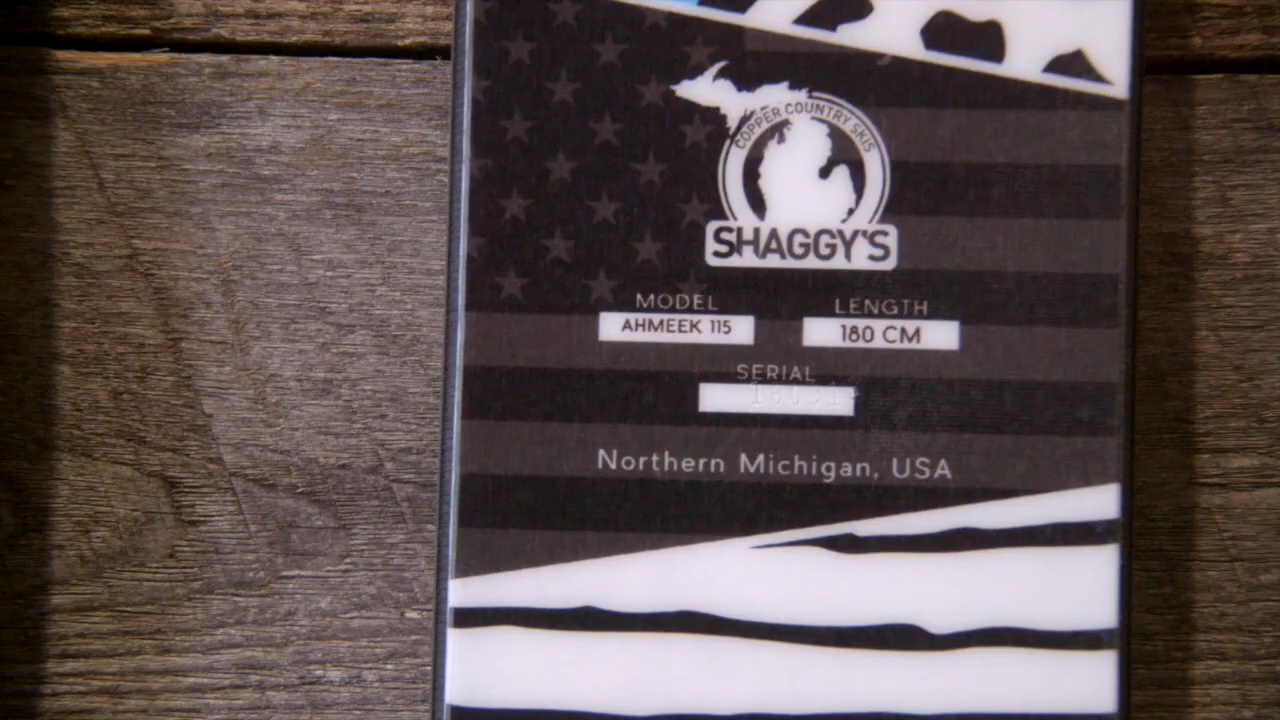 COPPER COUNTRY SKIS
SHAGGY'S
MODEL
AHMEEK 115
LENGTH
180 CM
SERIAL
Northern Michigan, USA